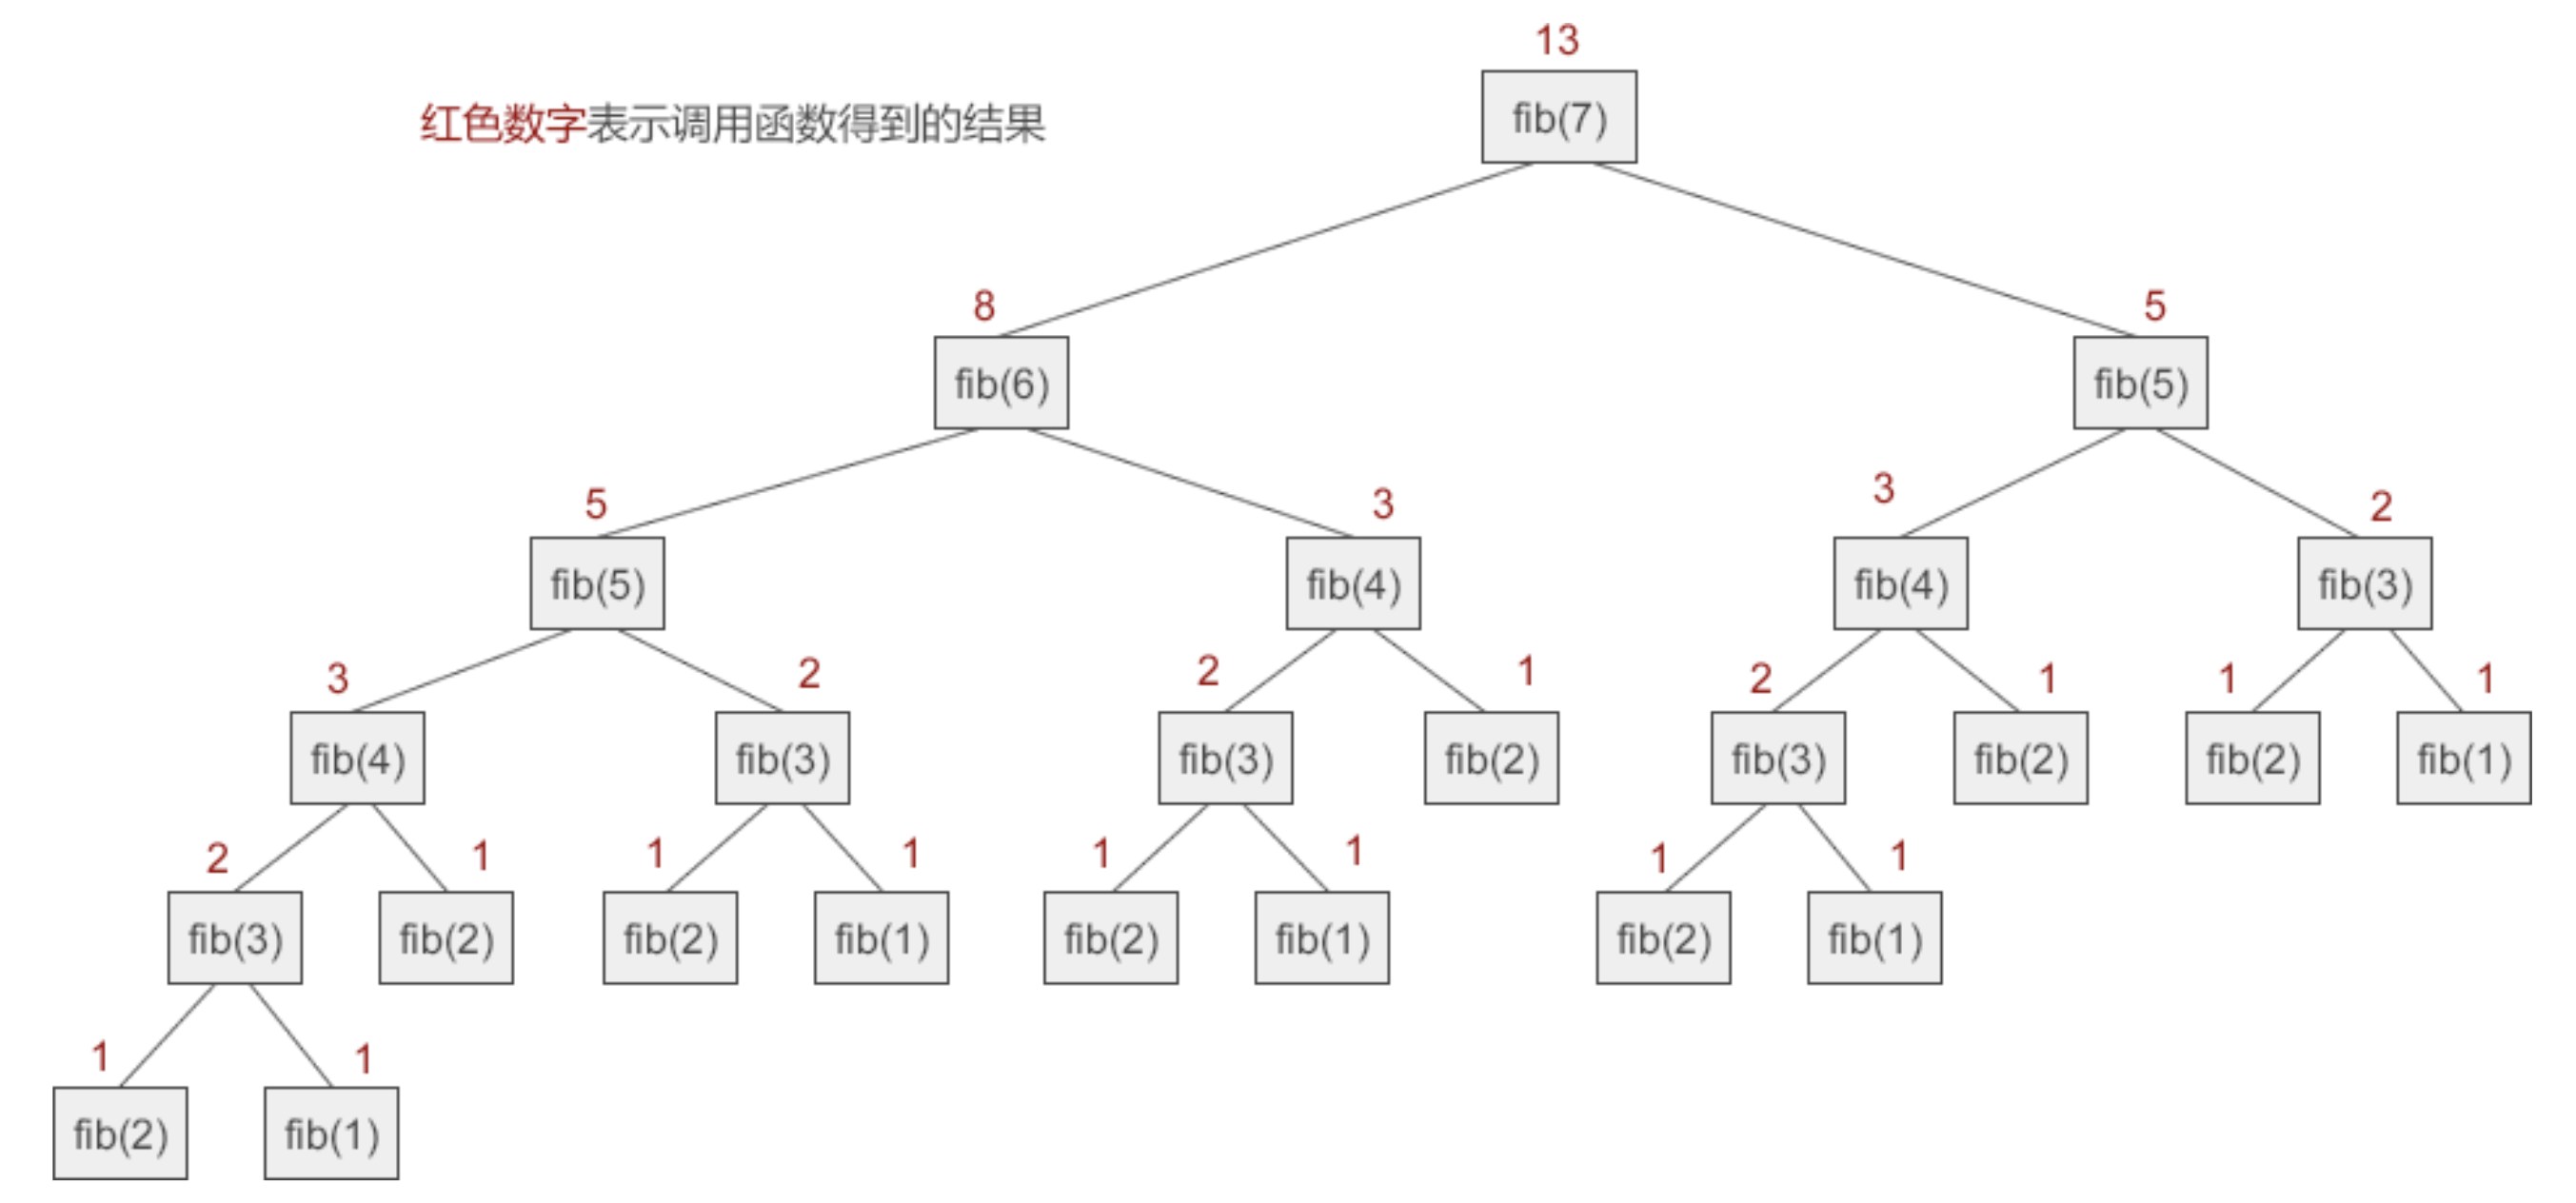 13
红色数字表示调用函数得到的结果
fib(7)
8 5
fib(6) fib(5)
5 3 3 2
fib(5) fib(4) fib(4) fib(3)
3 2 2 1 2 1 1 1
fib(4) fib(3) fib(3) fib(2) fib(3) fib(2) fib(2) fib(1)
2 1 1 1 1 1 1 1
fib(3) fib(2) fib(2) fib(1) fib(2) fib(1) fib(2) fib(1)
1 1
fib(2) fib(1)